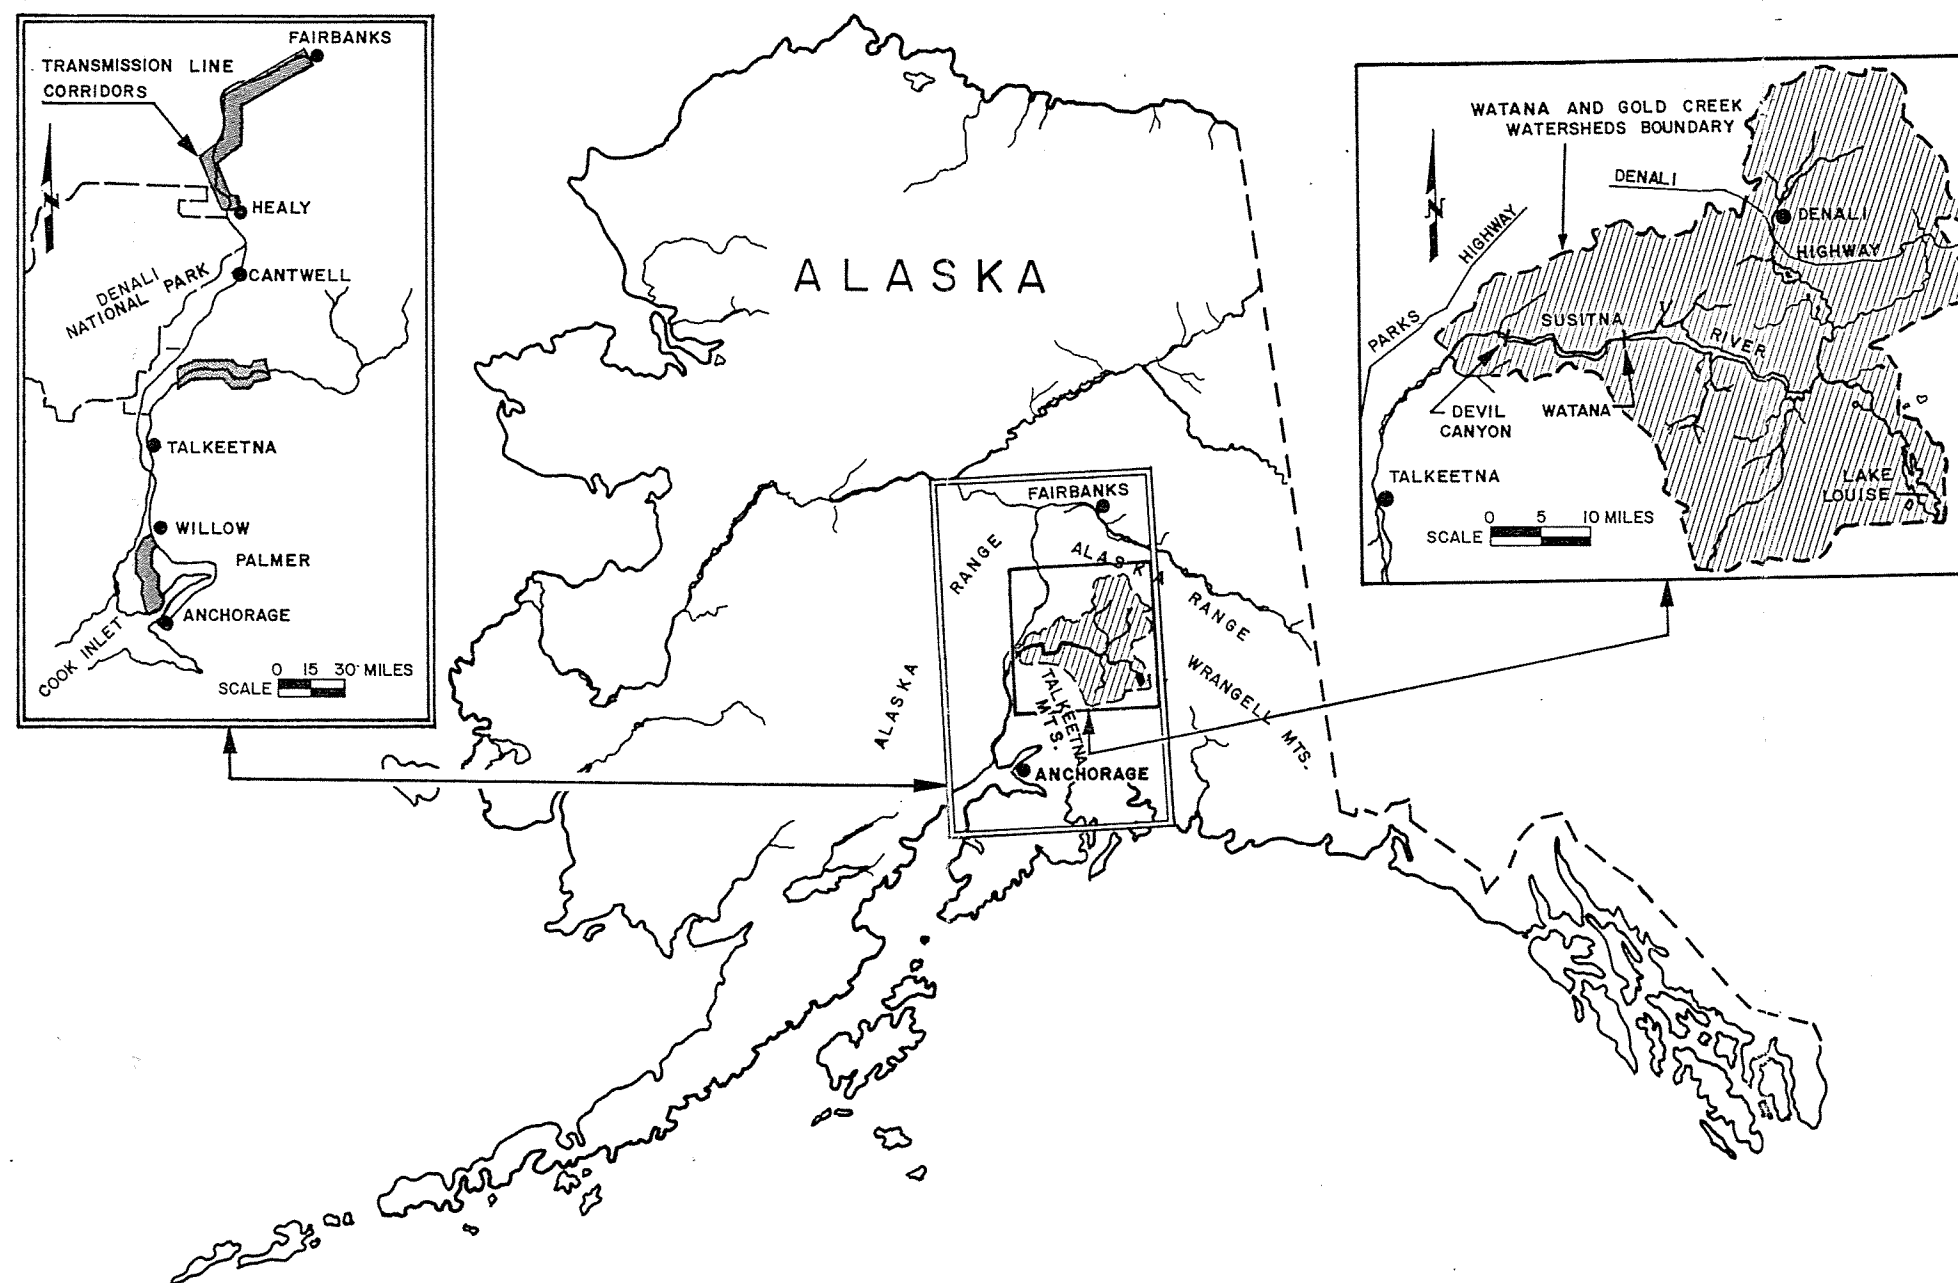 FAIRBANKS
TRANSMISSION LINE
CORRIDORS
N
HEALY
CANTWELL
DENALI
NATIONAL PARK
TALKEETNA
WILLOW
PALMER
ANCHORAGE
COOK INLET
0 15 30 MILES
SCALE
ALASKA
FAIRBANKS
RANGE
ALASKA
RANGE
ALASKA
WRANGELL MTS.
TALKEETNA
MTS.
ANCHORAGE
WATANA AND GOLD CREEK
WATERSHEDS BOUNDARY
N
DENALI
DENALI
HIGHWAY
PARKS HIGHWAY
SUSITNA
RIVER
DEVIL
CANYON
WATANA
TALKEETNA
LAKE
LOUISE
0 5 10 MILES
SCALE